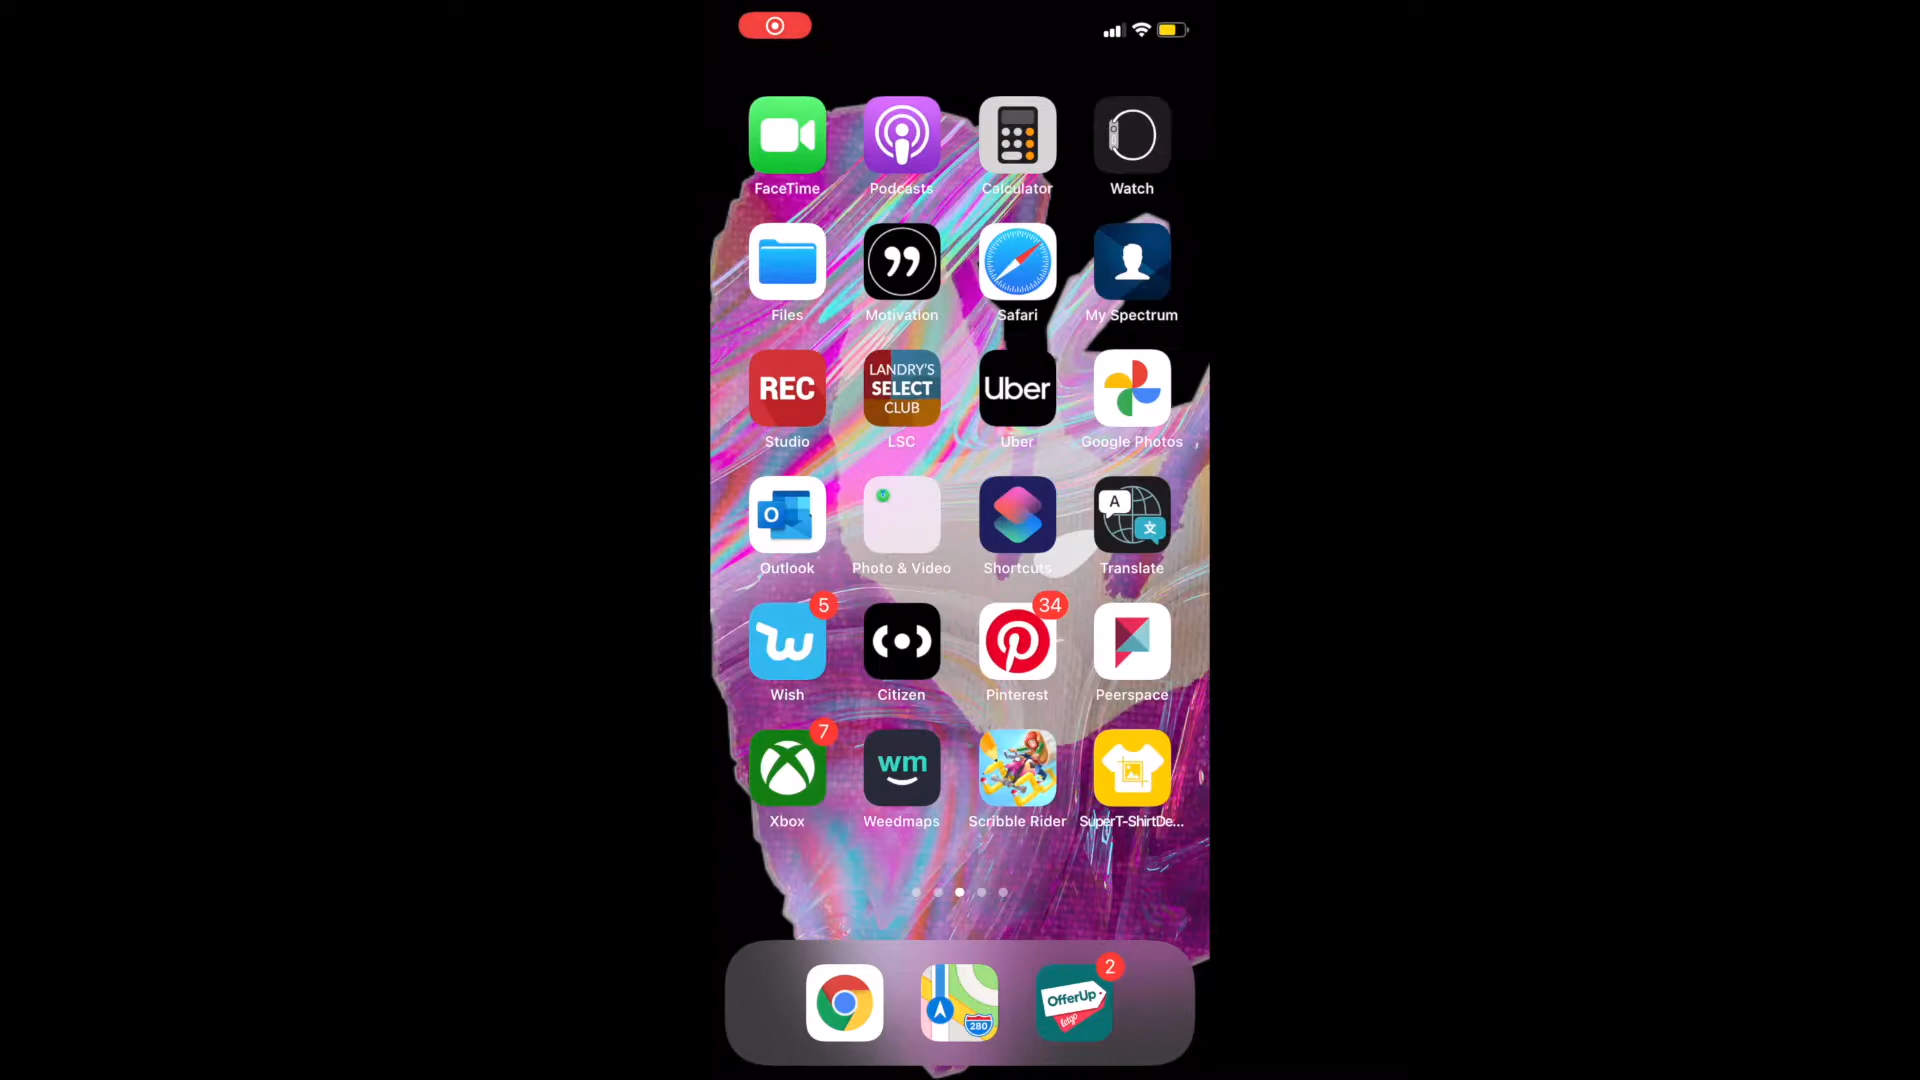 FaceTime Podcasts Calculator Watch
Files Motivation Safari My Spectrum
REC
LANDRY'S
SELECT
CLUB
Uber
Studio LSC Uber Google Photos
O
A
文
Outlook Photo & Video Shortcuts Translate
5
34
Wish Citizen Pinterest Peerspace
7
wm
Xbox Weedmaps Scribble Rider SuperT-ShirtDe...
2
280
OfferUp
letgo